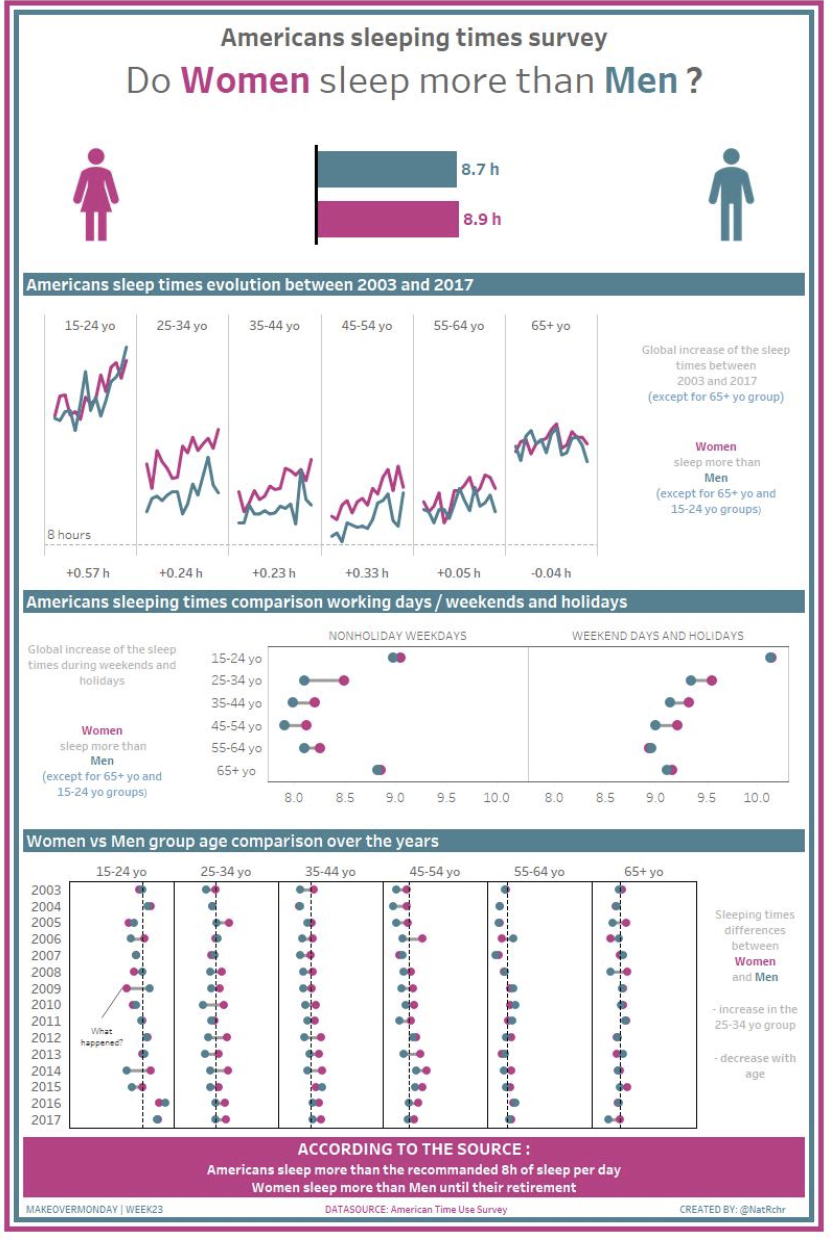 Americans sleeping times survey
Do Women sleep more than Men ?
8.7 h
8.9 h
Americans sleep times evolution between 2003 and 2017
15-24 yo 25-34 yo 35-44 yo 45-54 yo 55-64 yo 65+ yo
Global increase of the sleep
times between
2003 and 2017
(except for 65+ yo group)
Women
sleep more than
Men
(except for 65+ yo and
15-24 yo groups)
8 hours
+0.57 h +0.24 h +0.23 h +0.33 h +0.05 h -0.04 h
Americans sleeping times comparison working days / weekends and holidays
Global increase of the sleep
times during weekends and
holidays
Women
sleep more than
Men
(except for 65+ yo and
15-24 yo groups)
NONHOLIDAY WEEKDAYS WEEKEND DAYS AND HOLIDAYS
15-24 yo
25-34 yo
35-44 yo
45-54 yo
55-64 yo
65+ yo
8.0 8.5 9.0 9.5 10.0 8.0 8.5 9.0 9.5 10.0
Women vs Men group age comparison over the years
15-24 yo 25-34 yo 35-44 yo 45-54 yo 55-64 yo 65+ yo
2003
2004
2005
2006
2007
2008
2009
2010
2011
2012
2013
2014
2015
2016
2017
What
happened?
Sleeping times
differences
between
Women
and Men
- increase in the
25-34 yo group
- decrease with
age
ACCORDING TO THE SOURCE :
Americans sleep more than the recommanded 8h of sleep per day
Women sleep more than Men until their retirement
MAKEOVERMONDAY | WEEK23 DATASOURCE: American Time Use Survey CREATED BY: @NatRchr